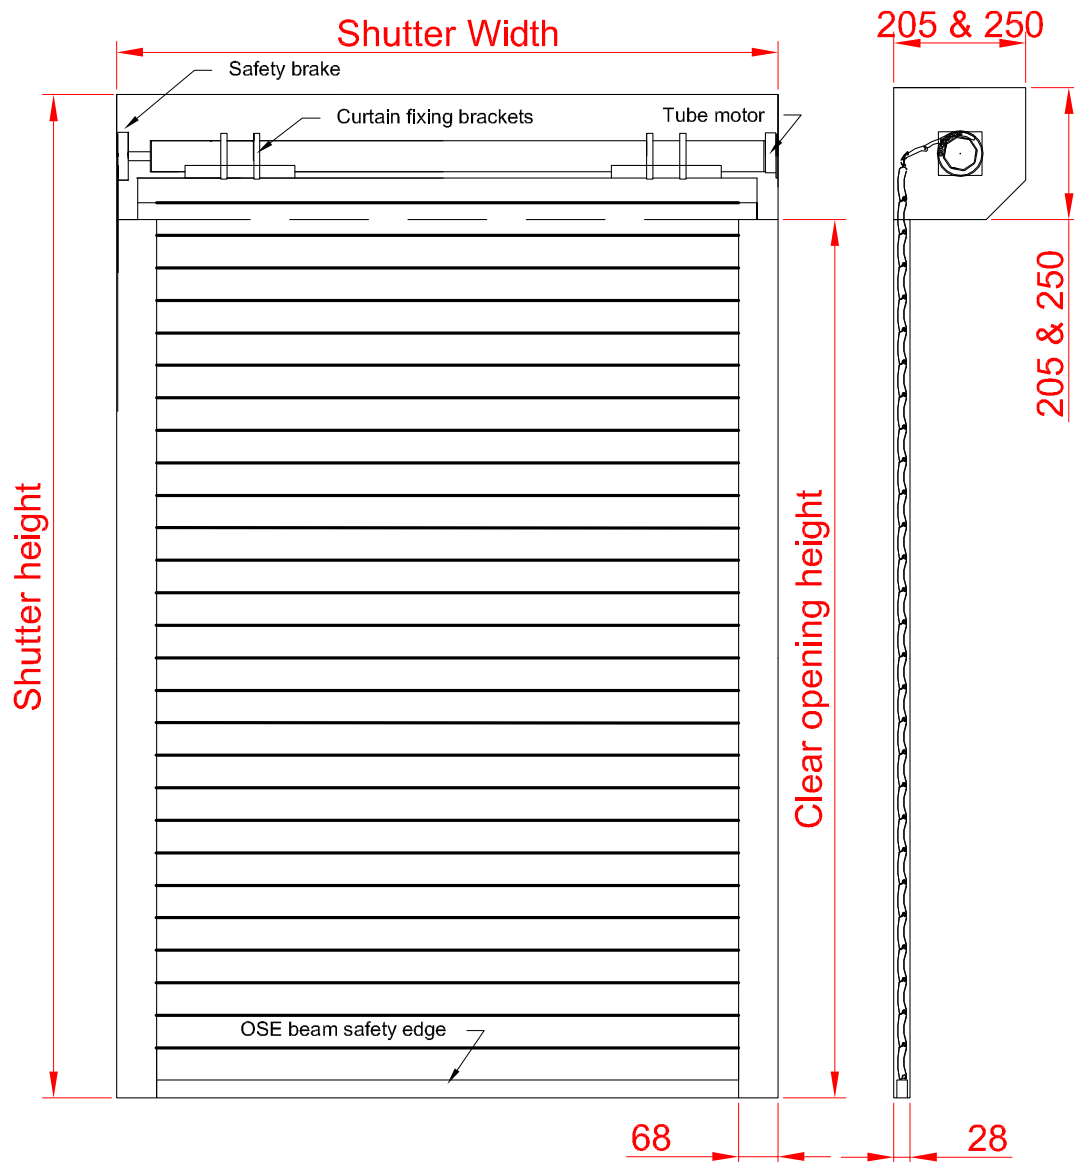 Shutter Width
205 & 250
Safety brake
Curtain fixing brackets
Tube motor
205 & 250
Shutter height
Clear opening height
OSE beam safety edge
68
28